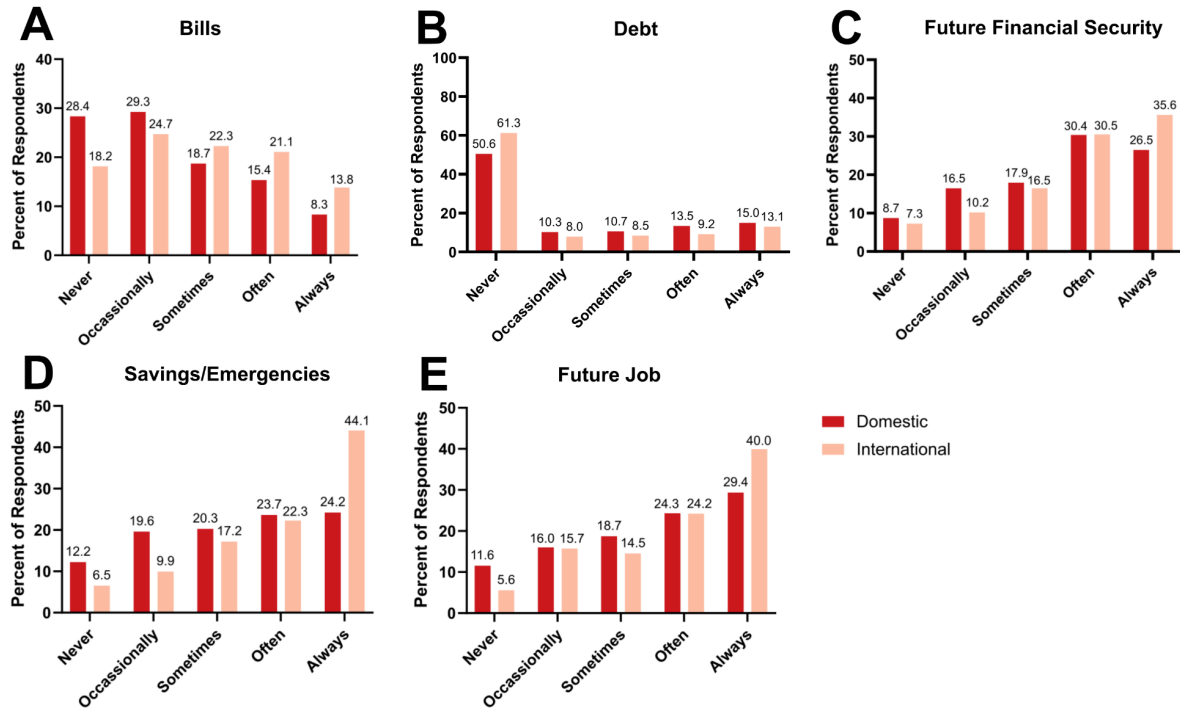 A
Bills
Percent of Respondents
40
30
20
10
0
28.4
18.2
29.3
24.7
18.7
22.3
15.4
21.1
8.3
13.8
Never
Occassionally
Sometimes
Often
Always
B
Debt
Percent of Respondents
100
80
60
40
20
0
50.6
61.3
10.3
8.0
10.7
8.5
13.5
9.2
15.0
13.1
Never
Occassionally
Sometimes
Often
Always
C
Future Financial Security
Percent of Respondents
50
40
30
20
10
0
8.7
7.3
16.5
10.2
17.9
16.5
30.4
30.5
26.5
35.6
Never
Occassionally
Sometimes
Often
Always
D
Savings/Emergencies
Percent of Respondents
50
40
30
20
10
0
12.2
6.5
19.6
9.9
20.3
17.2
23.7
22.3
24.2
44.1
Never
Occassionally
Sometimes
Often
Always
E
Future Job
Percent of Respondents
50
40
30
20
10
0
11.6
5.6
16.0
15.7
18.7
14.5
24.3
24.2
29.4
40.0
Never
Occassionally
Sometimes
Often
Always
Domestic
International